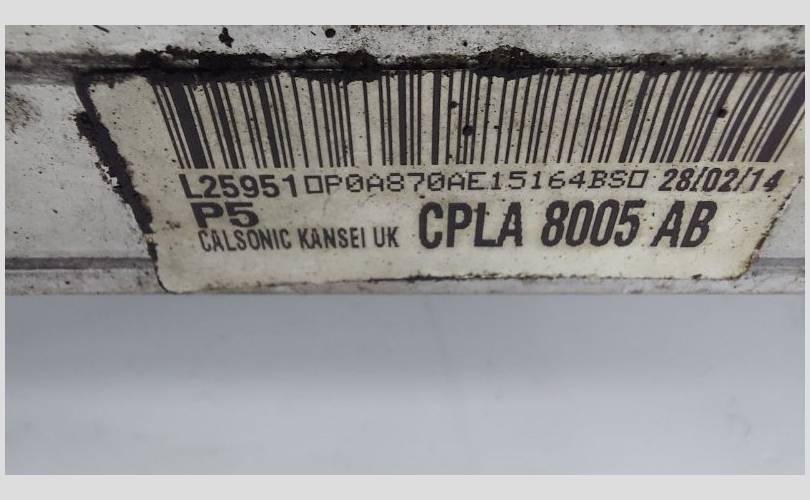 L25951 □P0A870AE15164BS□ 28/02/14
P5
CALSONIC KANSEI UK CPLA 8005 AB